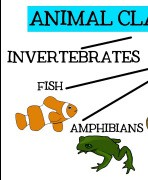 ANIMAL CLA
INVERTEBRATES
FISH
AMPHIBIANS